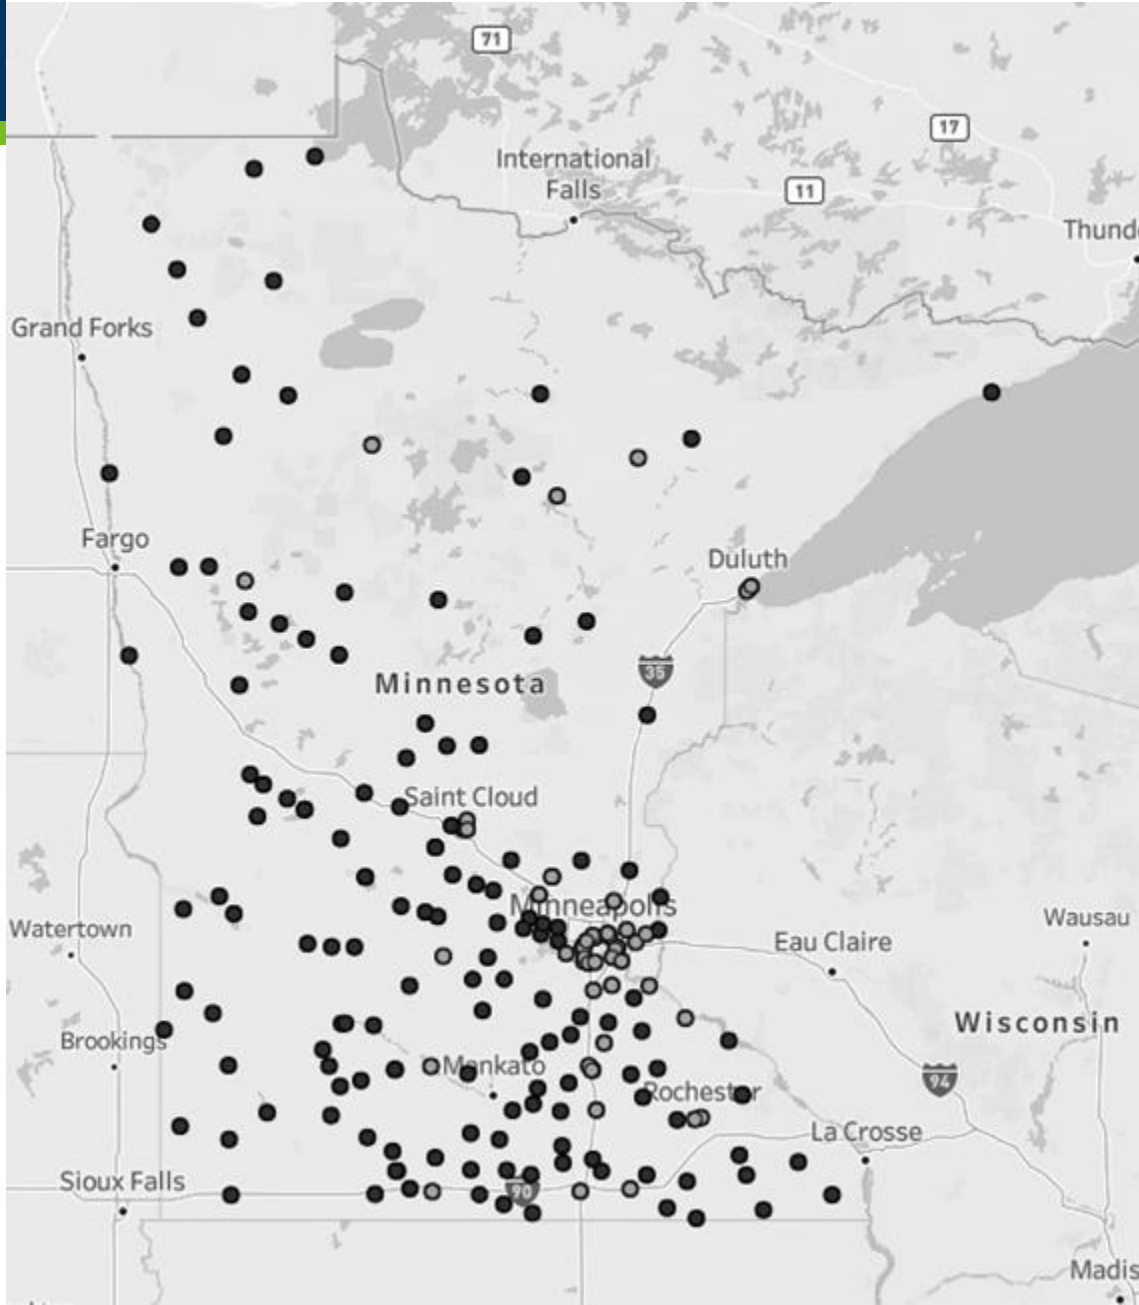 71
17
International
Falls
11
Thund
Grand Forks
Fargo
Duluth
35
Minnesota
Saint Cloud
Minneapolis
Watertown
Wausau
Eau Claire
Wisconsin
Brookings
Mankato
94
Rochester
La Crosse
Sioux Falls
90
Madis